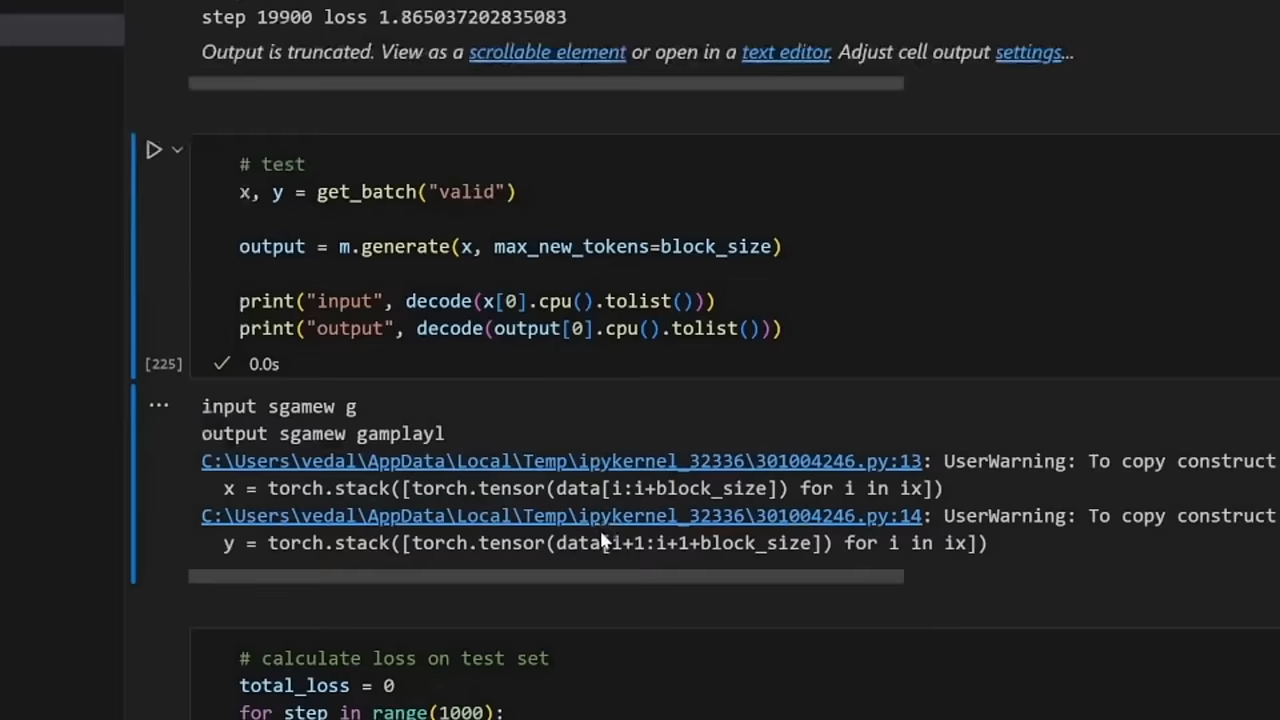 step 19900 loss 1.865037202835083
Output is truncated. View as a scrollable element or open in a text editor. Adjust cell output settings...
# test
x, y = get_batch("valid")
output = m.generate(x, max_new_tokens=block_size)
print("input", decode(x[0].cpu().tolist()))
print("output", decode(output[0].cpu().tolist()))
[225] 0.0s
input sgamew g
output sgamew gamplayl
C:\Users\vedal\AppData\Local\Temp\ipykernel_32336\301004246.py:13: UserWarning: To copy construct
x = torch.stack([torch.tensor(data[i:i+block_size]) for i in ix])
C:\Users\vedal\AppData\Local\Temp\ipykernel_32336\301004246.py:14: UserWarning: To copy construct
y = torch.stack([torch.tensor(data[i+1:i+1+block_size]) for i in ix])
# calculate loss on test set
total_loss = 0
for step in range(1000):